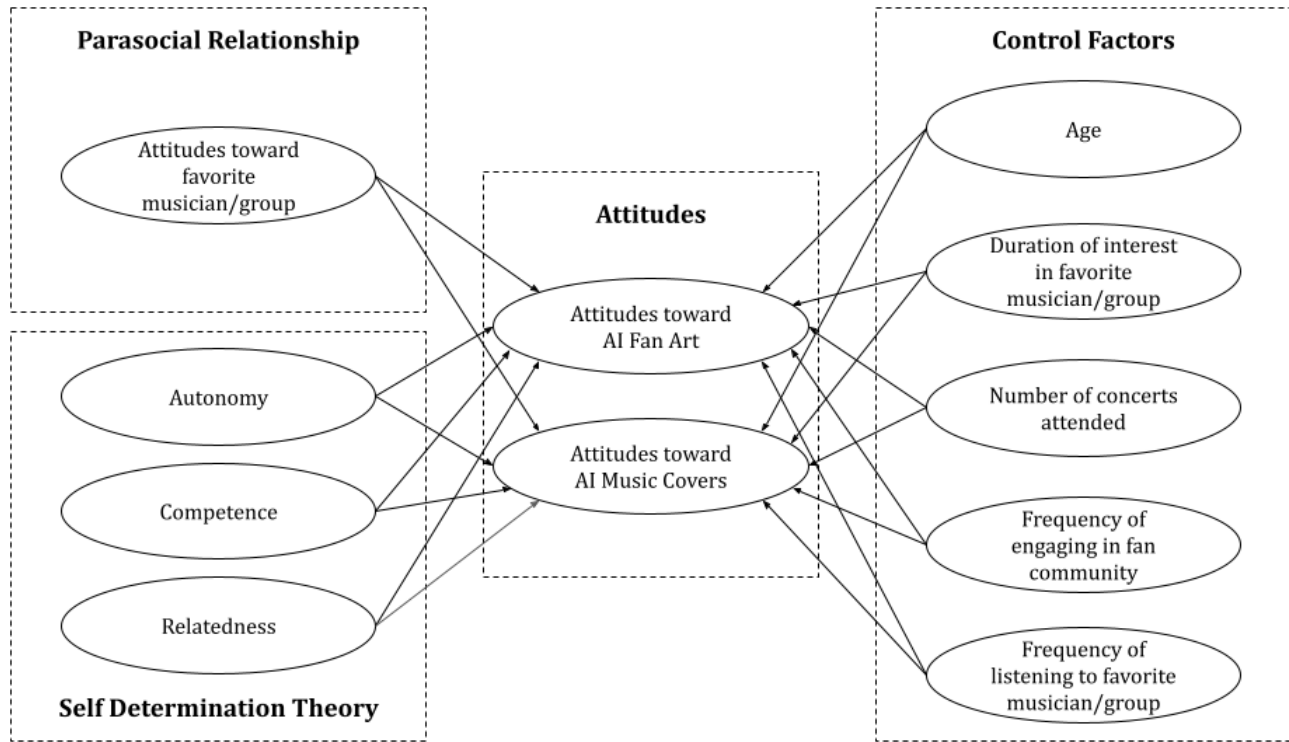 Parasocial Relationship
Attitudes toward
favorite
musician/group
Autonomy
Competence
Relatedness
Self Determination Theory
Attitudes
Attitudes toward
AI Fan Art
Attitudes toward
AI Music Covers
Control Factors
Age
Duration of interest
in favorite
musician/group
Number of concerts
attended
Frequency of
engaging in fan
community
Frequency of
listening to favorite
musician/group